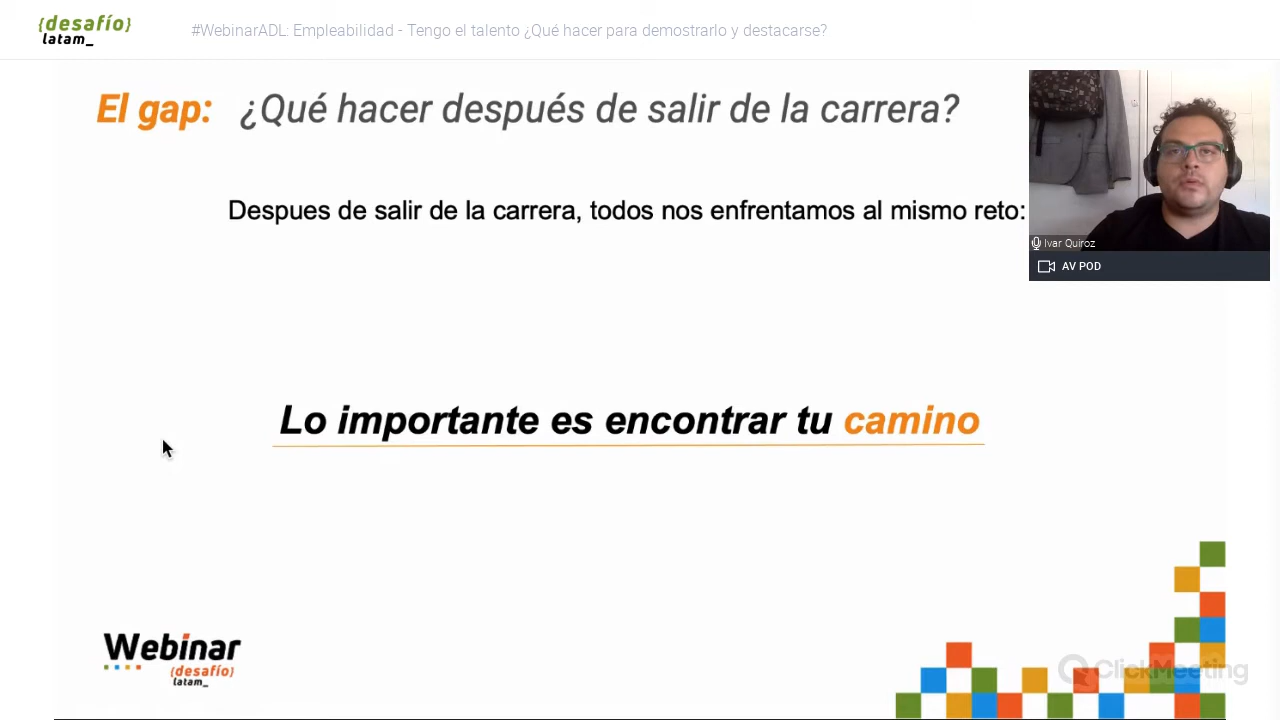 {desafío}
latam_
#WebinarADL: Empleabilidad - Tengo el talento ¿Qué hacer para demostrarlo y destacarse?
El gap: ¿Qué hacer después de salir de la carrera?
Despues de salir de la carrera, todos nos enfrentamos al mismo reto:
Ivar Quiroz
AV POD
Lo importante es encontrar tu camino
Webinar
{desafío}
latam_
ClickMeeting